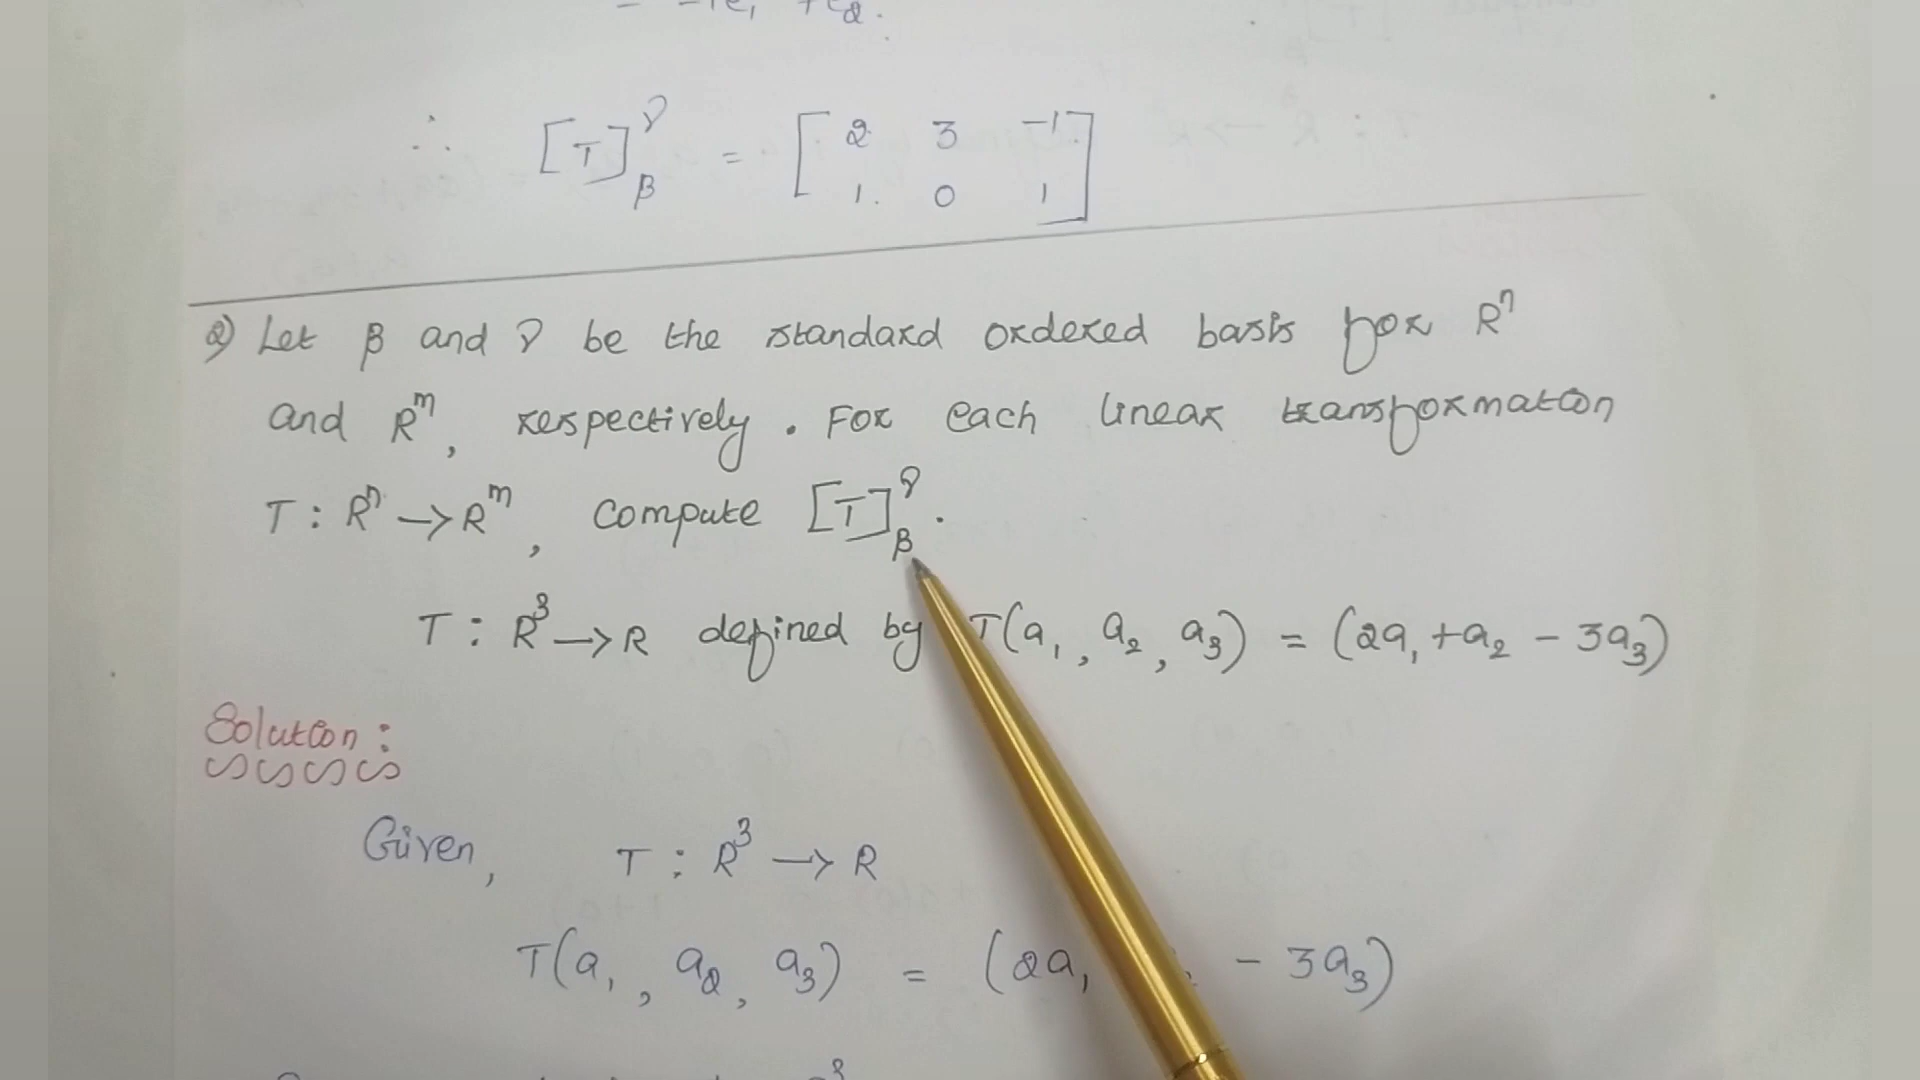 ∴ [T]ᵞ_β = [2 3 -1
1. 0 1]
2) Let β and γ be the standard ordered basis for Rⁿ
and Rᵐ, respectively. For each linear transformation
T : Rⁿ → Rᵐ, compute [T]ᵞ_β.
T : R³ → R defined by T(a₁, a₂, a₃) = (2a₁ + a₂ - 3a₃)
Solution :
Given, T : R³ → R
T(a₁, a₂, a₃) = (2a₁ - 3a₃)